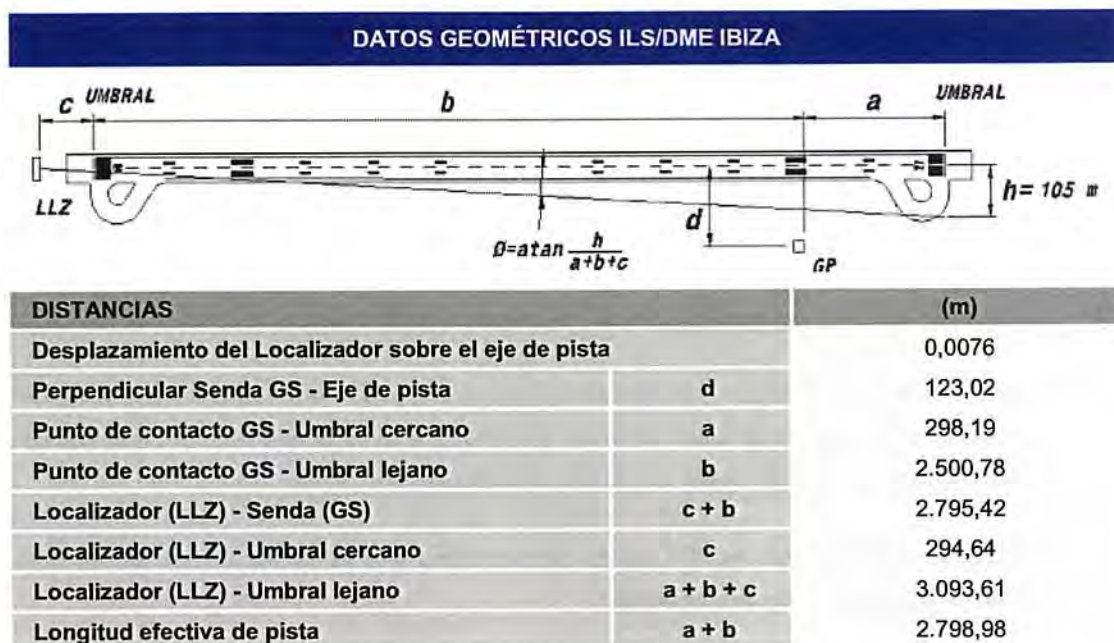 DATOS GEOMÉTRICOS ILS/DME IBIZA
c UMBRAL b a UMBRAL
LLZ
h= 105 m
d
Ø=atan h/a+b+c
GP
DISTANCIAS (m)
Desplazamiento del Localizador sobre el eje de pista 0,0076
Perpendicular Senda GS - Eje de pista d 123,02
Punto de contacto GS - Umbral cercano a 298,19
Punto de contacto GS - Umbral lejano b 2.500,78
Localizador (LLZ) - Senda (GS) c + b 2.795,42
Localizador (LLZ) - Umbral cercano c 294,64
Localizador (LLZ) - Umbral lejano a + b + c 3.093,61
Longitud efectiva de pista a + b 2.798,98